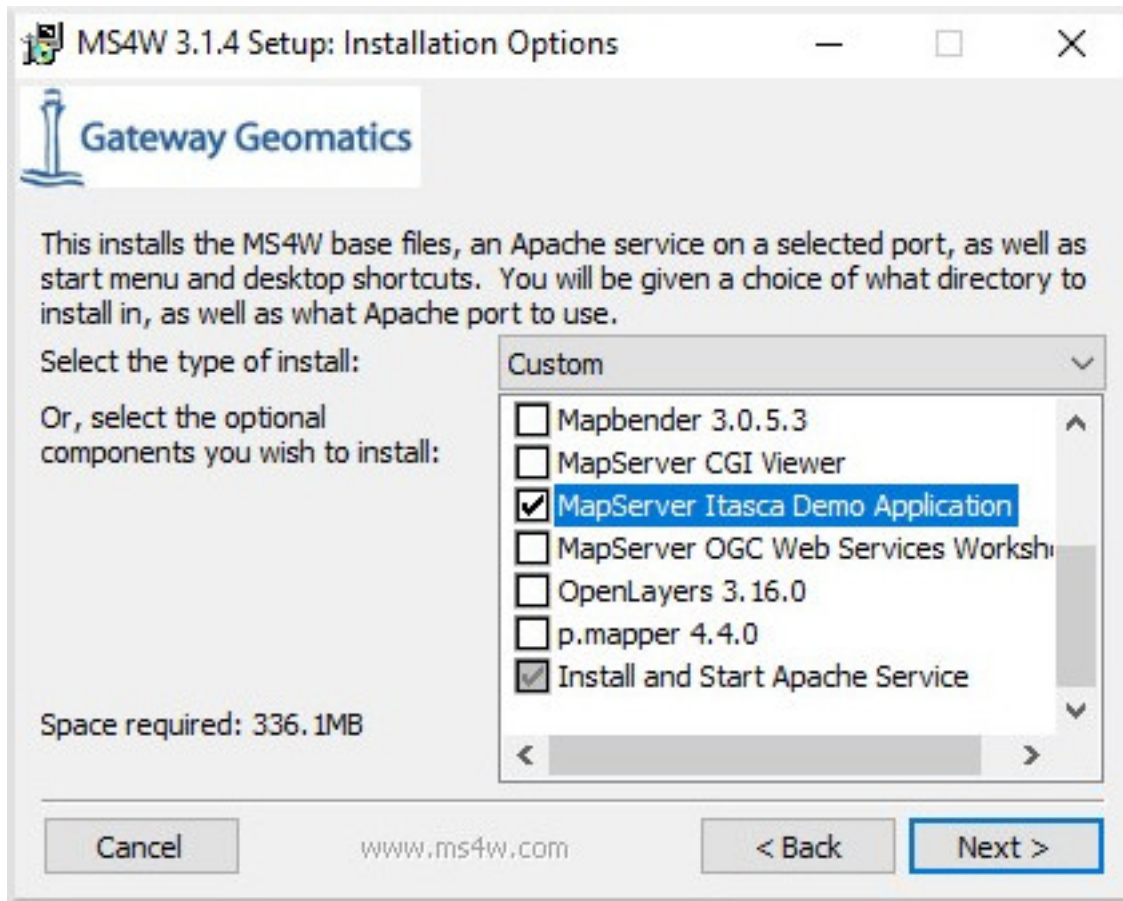 MS4W 3.1.4 Setup: Installation Options
Gateway Geomatics
This installs the MS4W base files, an Apache service on a selected port, as well as
start menu and desktop shortcuts.  You will be given a choice of what directory to
install in, as well as what Apache port to use.
Select the type of install:
Custom
Or, select the optional
components you wish to install:
Mapbender 3.0.5.3
MapServer CGI Viewer
MapServer Itasca Demo Application
MapServer OGC Web Services Worksh
OpenLayers 3.16.0
p.mapper 4.4.0
Install and Start Apache Service
Space required: 336.1MB
Cancel
www.ms4w.com
< Back
Next >